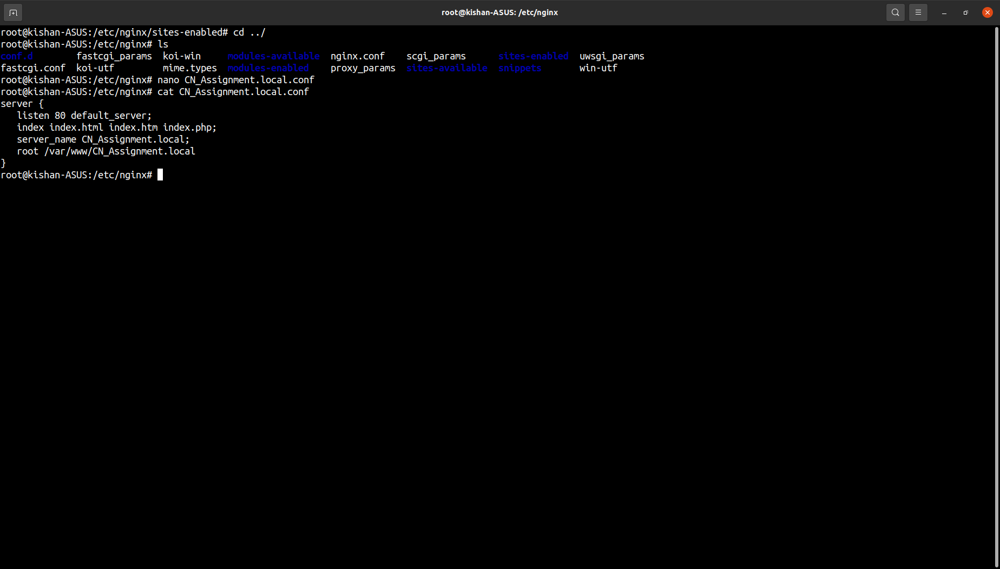 root@kishan-ASUS: /etc/nginx
root@kishan-ASUS:/etc/nginx/sites-enabled# cd ../
root@kishan-ASUS:/etc/nginx# ls
conf.d        fastcgi_params  koi-win     modules-available  nginx.conf    scgi_params      sites-enabled  uwsgi_params
fastcgi.conf  koi-utf         mime.types  modules-enabled    proxy_params  sites-available  snippets       win-utf
root@kishan-ASUS:/etc/nginx# nano CN_Assignment.local.conf
root@kishan-ASUS:/etc/nginx# cat CN_Assignment.local.conf
server {
   listen 80 default_server;
   index index.html index.htm index.php;
   server_name CN_Assignment.local;
   root /var/www/CN_Assignment.local
}
root@kishan-ASUS:/etc/nginx#